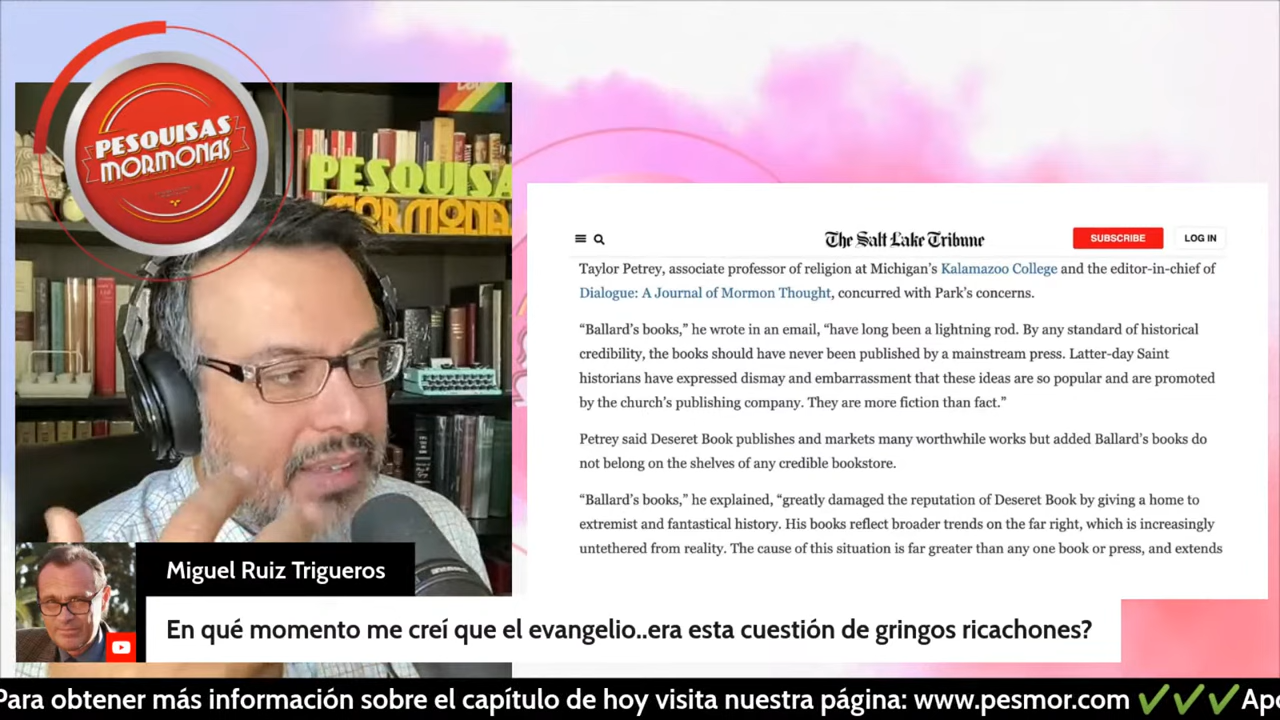 PESQUISAS
MORMONAS
PESQUISA
MORMONA
The Salt Lake Tribune
SUBSCRIBE
LOG IN
Taylor Petrey, associate professor of religion at Michigan’s Kalamazoo College and the editor-in-chief of
Dialogue: A Journal of Mormon Thought, concurred with Park’s concerns.
“Ballard’s books,” he wrote in an email, “have long been a lightning rod. By any standard of historical
credibility, the books should have never been published by a mainstream press. Latter-day Saint
historians have expressed dismay and embarrassment that these ideas are so popular and are promoted
by the church’s publishing company. They are more fiction than fact.”
Petrey said Deseret Book publishes and markets many worthwhile works but added Ballard’s books do
not belong on the shelves of any credible bookstore.
“Ballard’s books,” he explained, “greatly damaged the reputation of Deseret Book by giving a home to
extremist and fantastical history. His books reflect broader trends on the far right, which is increasingly
untethered from reality. The cause of this situation is far greater than any one book or press, and extends
Miguel Ruiz Trigueros
En qué momento me creí que el evangelio..era esta cuestión de gringos ricachones?
Para obtener más información sobre el capítulo de hoy visita nuestra página: www.pesmor.com ✓✓✓ Apo